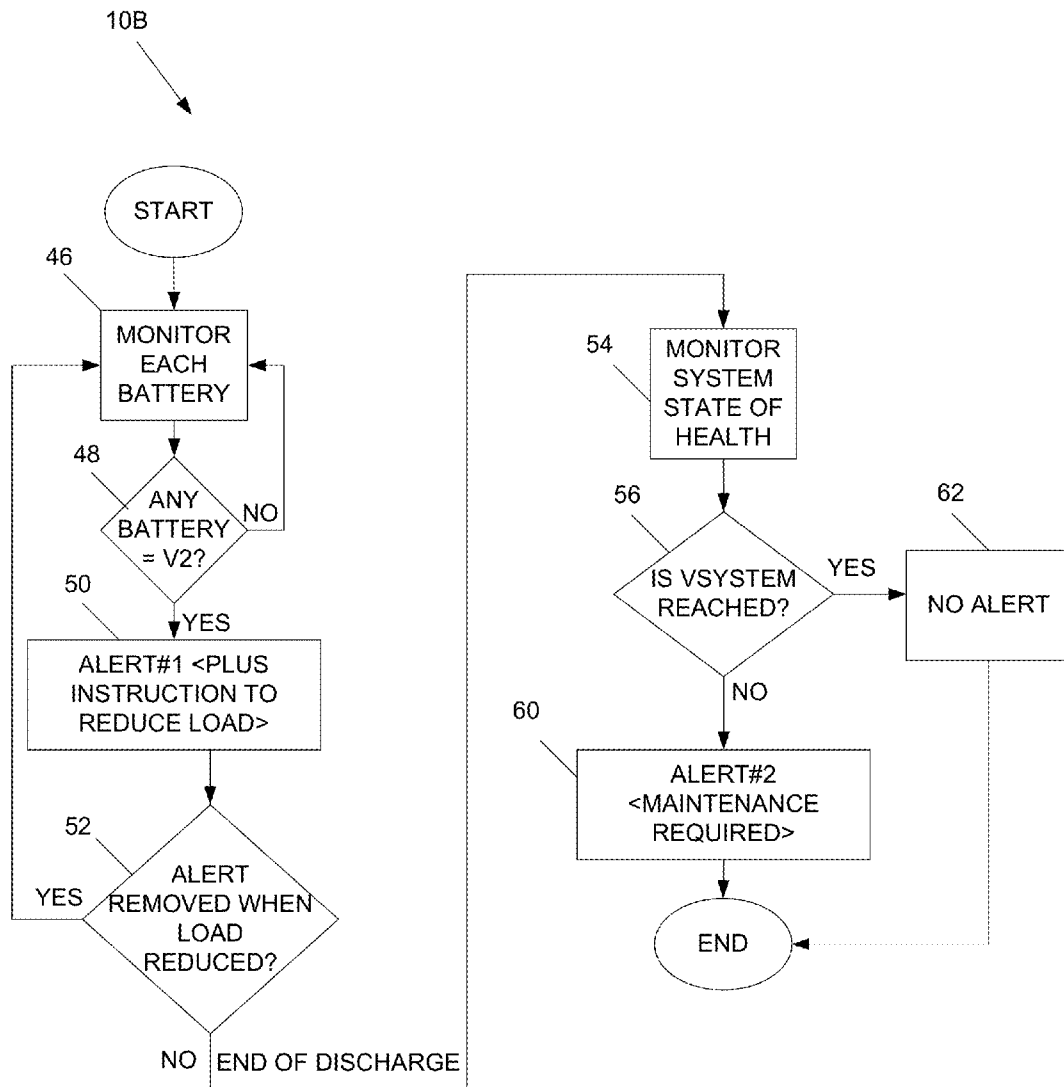 10B
START
46
MONITOR
EACH
BATTERY
48
ANY
BATTERY
= V2?
NO
YES
50
ALERT#1 <PLUS
INSTRUCTION TO
REDUCE LOAD>
52
ALERT
REMOVED WHEN
LOAD
REDUCED?
YES
NO
END OF DISCHARGE
54
MONITOR
SYSTEM
STATE OF
HEALTH
56
IS VSYSTEM
REACHED?
YES
62
NO ALERT
NO
60
ALERT#2
<MAINTENANCE
REQUIRED>
END